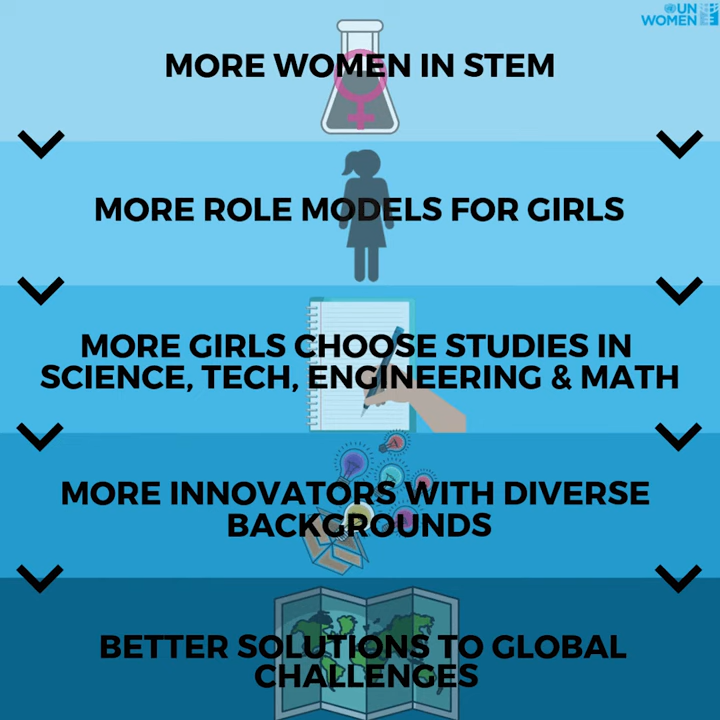 UN
WOMEN
MORE WOMEN IN STEM
MORE ROLE MODELS FOR GIRLS
MORE GIRLS CHOOSE STUDIES IN
SCIENCE, TECH, ENGINEERING & MATH
MORE INNOVATORS WITH DIVERSE
BACKGROUNDS
BETTER SOLUTIONS TO GLOBAL
CHALLENGES